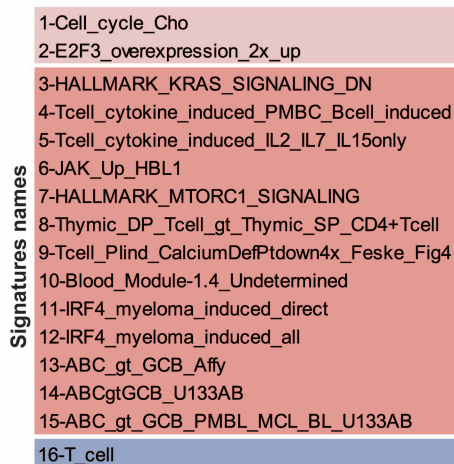 Signatures names
1-Cell_cycle_Cho
2-E2F3_overexpression_2x_up
3-HALLMARK_KRAS_SIGNALING_DN
4-Tcell_cytokine_induced_PMBC_Bcell_induced
5-Tcell_cytokine_induced_IL2_IL7_IL15only
6-JAK_Up_HBL1
7-HALLMARK_MTORC1_SIGNALING
8-Thymic_DP_Tcell_gt_Thymic_SP_CD4+Tcell
9-Tcell_PIind_CalciumDefPtdown4x_Feske_Fig4
10-Blood_Module-1.4_Undetermined
11-IRF4_myeloma_induced_direct
12-IRF4_myeloma_induced_all
13-ABC_gt_GCB_Affy
14-ABCgtGCB_U133AB
15-ABC_gt_GCB_PMBL_MCL_BL_U133AB
16-T_cell